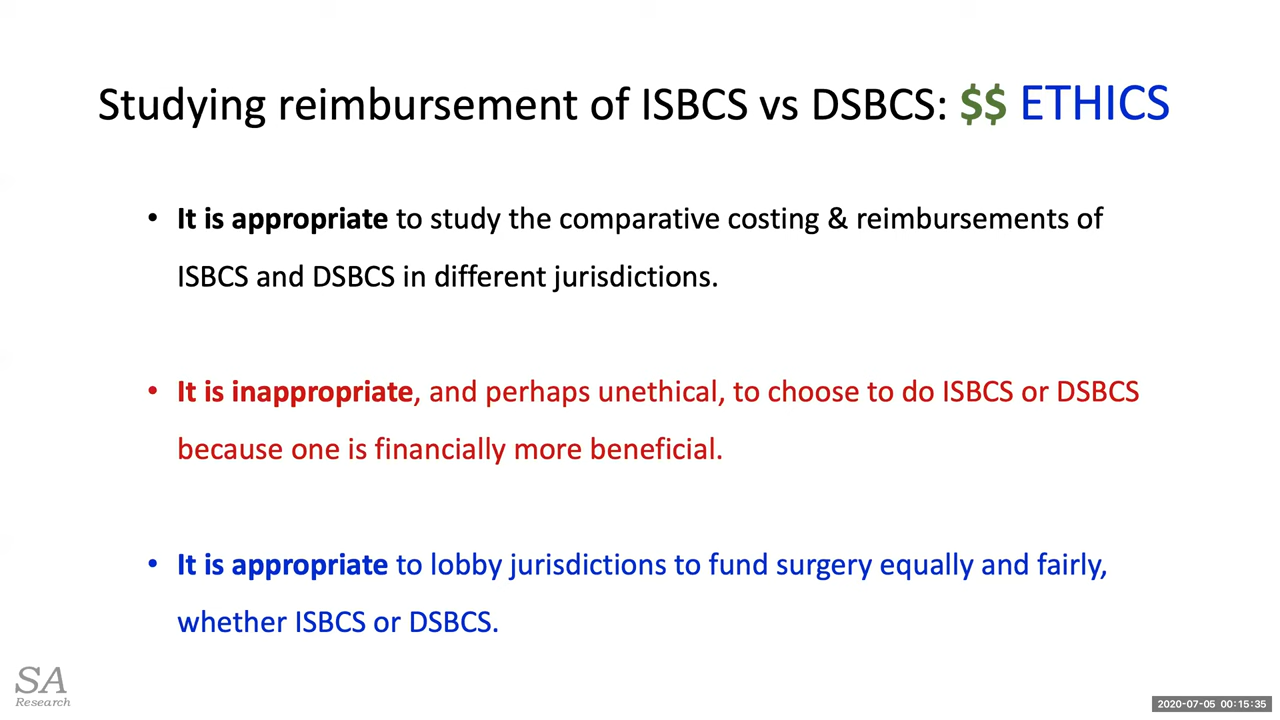 Studying reimbursement of ISBCS vs DSBCS: $$ ETHICS
• It is appropriate to study the comparative costing & reimbursements of
ISBCS and DSBCS in different jurisdictions.
• It is inappropriate, and perhaps unethical, to choose to do ISBCS or DSBCS
because one is financially more beneficial.
• It is appropriate to lobby jurisdictions to fund surgery equally and fairly,
whether ISBCS or DSBCS.
SA
Research
2020-07-05 00:15:35